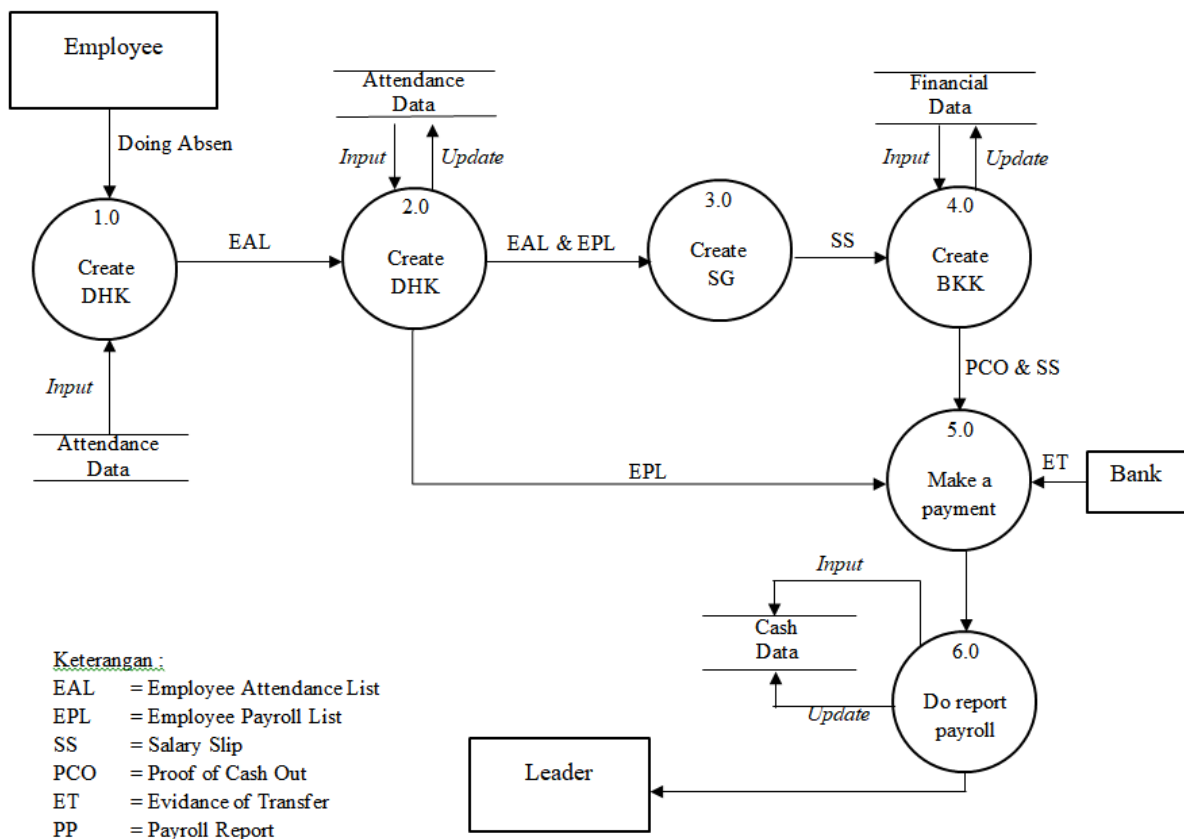 Employee
Doing Absen
Attendance
Data
Input
Update
Financial
Data
Input
Update
1.0
Create
DHK
EAL
2.0
Create
DHK
EAL & EPL
3.0
Create
SG
SS
4.0
Create
BKK
Input
Attendance
Data
PCO & SS
EPL
5.0
Make a
payment
ET
Bank
Input
Cash
Data
Update
6.0
Do report
payroll
Leader
Keterangan :
EAL = Employee Attendance List
EPL = Employee Payroll List
SS = Salary Slip
PCO = Proof of Cash Out
ET = Evidance of Transfer
PP = Payroll Report